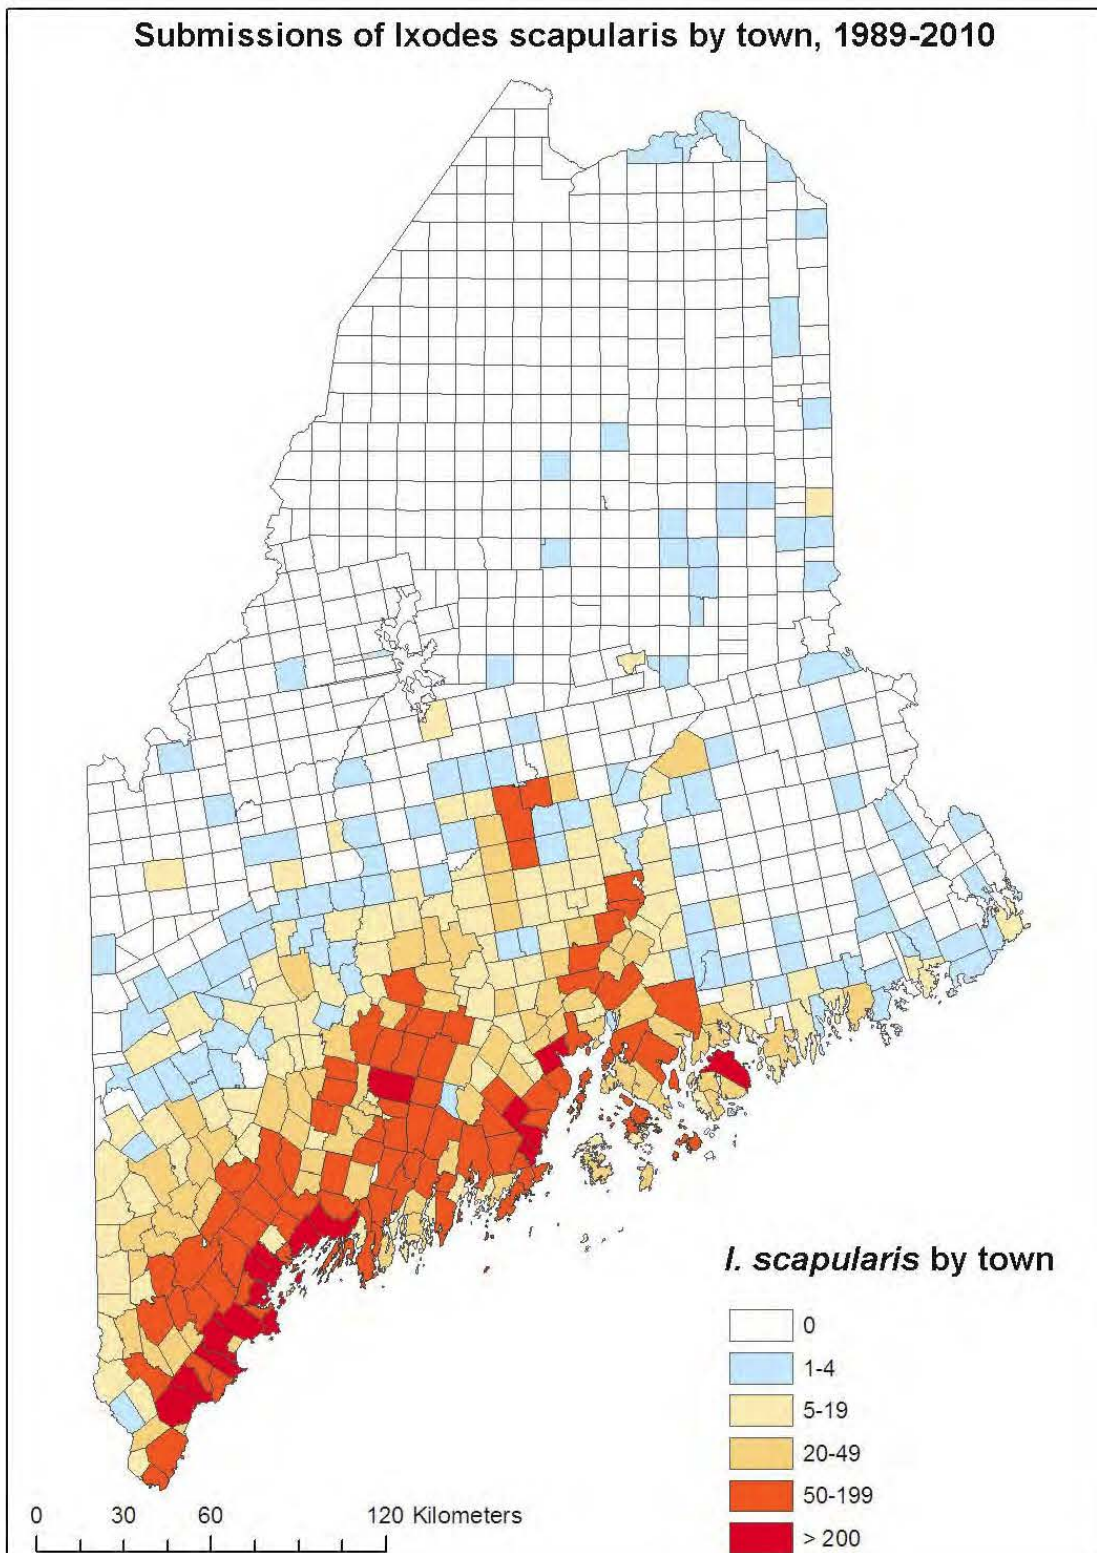 Submissions of Ixodes scapularis by town, 1989-2010
I. scapularis by town
0
1-4
5-19
20-49
50-199
> 200
0 30 60 120 Kilometers